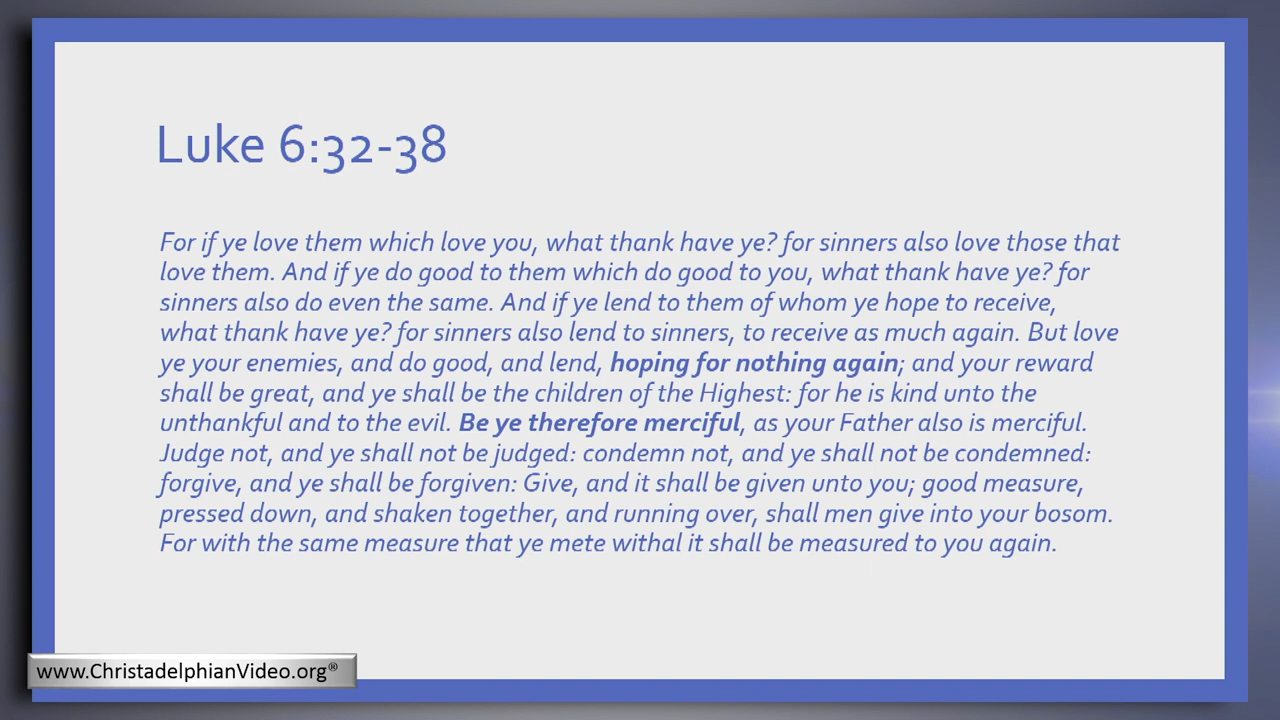 Luke 6:32-38
For if ye love them which love you, what thank have ye? for sinners also love those that
love them. And if ye do good to them which do good to you, what thank have ye? for
sinners also do even the same. And if ye lend to them of whom ye hope to receive,
what thank have ye? for sinners also lend to sinners, to receive as much again. But love
ye your enemies, and do good, and lend, hoping for nothing again; and your reward
shall be great, and ye shall be the children of the Highest: for he is kind unto the
unthankful and to the evil. Be ye therefore merciful, as your Father also is merciful.
Judge not, and ye shall not be judged: condemn not, and ye shall not be condemned:
forgive, and ye shall be forgiven: Give, and it shall be given unto you; good measure,
pressed down, and shaken together, and running over, shall men give into your bosom.
For with the same measure that ye mete withal it shall be measured to you again.
www.ChristadelphianVideo.org®